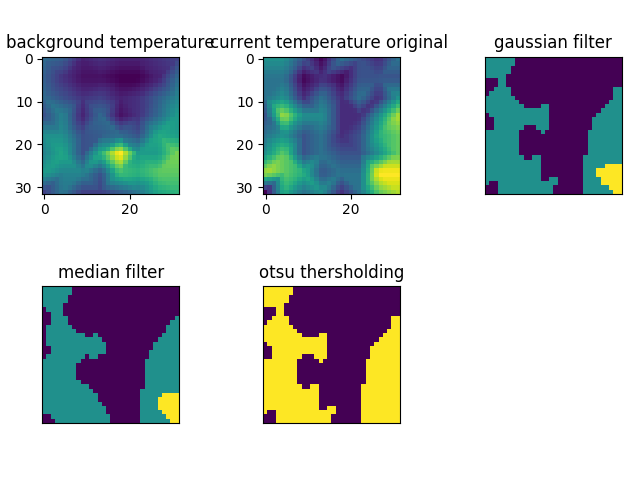 background temperature
current temperature original
gaussian filter
0
10
20
30
0
20
0
10
20
30
0
20
median filter
otsu thersholding